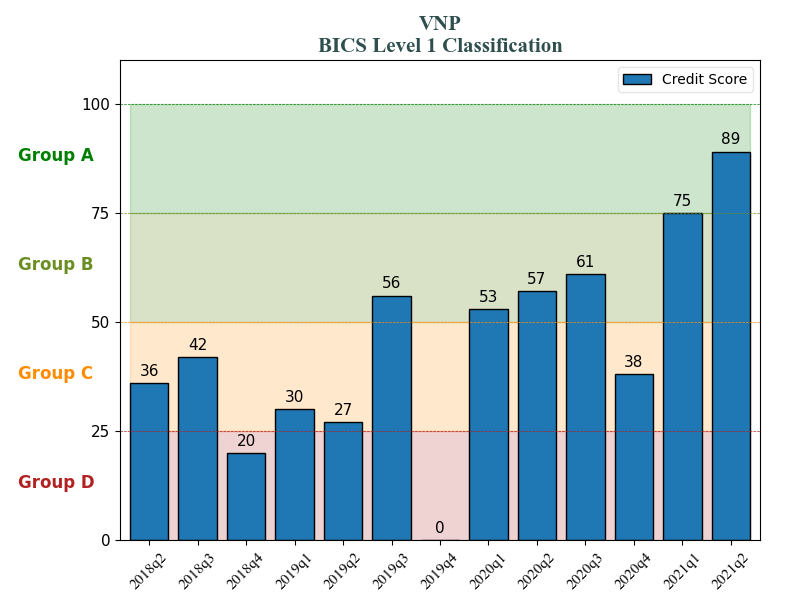 VNP
BICS Level 1 Classification
Credit Score
100
75
50
25
0
Group A
Group B
Group C
Group D
36
42
20
30
27
56
0
53
57
61
38
75
89
2018q2
2018q3
2018q4
2019q1
2019q2
2019q3
2019q4
2020q1
2020q2
2020q3
2020q4
2021q1
2021q2